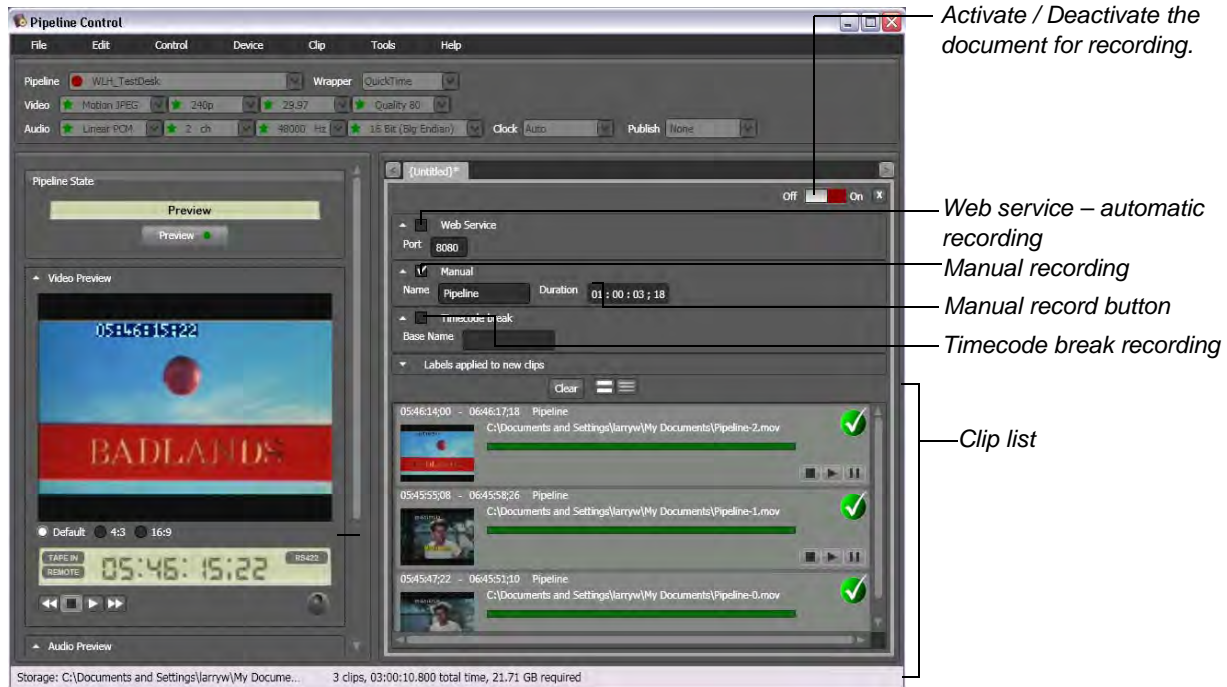 Pipeline Control
File Edit Control Device Clip Tools Help
Pipeline WLH_TestDesk Wrapper QuickTime
Video Motion JPEG 240p 29.97 Quality 80
Audio Linear PCM 2 ch 48000 Hz 16 Bit (Big Endian) Clock Auto Publish None
Pipeline State
Preview
Preview
Video Preview
05:46:15:22
BADLANDS
Default 4:3 16:9
TAPE IN
REMOTE
05:46:15;22
RS422
Audio Preview
(Untitled)*
Off On X
Web Service
Port 8080
Manual
Name Pipeline Duration 01 : 00 : 03 ; 18
Timecode break
Base Name
Labels applied to new clips
Clear
05:46:14;00 - 06:46:17;18 Pipeline
C:\Documents and Settings\larryw\My Documents\Pipeline-2.mov
05:45:55;08 - 06:45:58;26 Pipeline
C:\Documents and Settings\larryw\My Documents\Pipeline-1.mov
05:45:47;22 - 06:45:51;10 Pipeline
C:\Documents and Settings\larryw\My Documents\Pipeline-0.mov
Storage: C:\Documents and Settings\larryw\My Docume... 3 clips, 03:00:10.800 total time, 21.71 GB required
Activate / Deactivate the
document for recording.
Web service – automatic
recording
Manual recording
Manual record button
Timecode break recording
Clip list